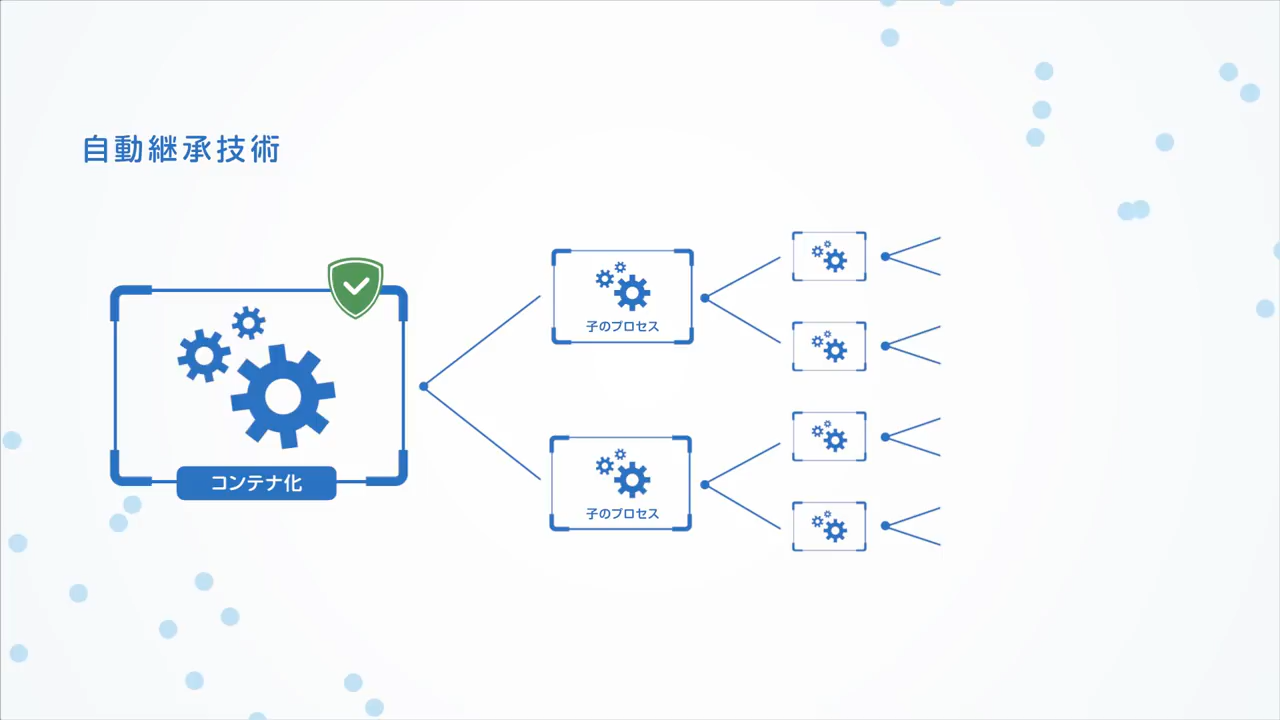 自動継承技術
コンテナ化
子のプロセス
子のプロセス